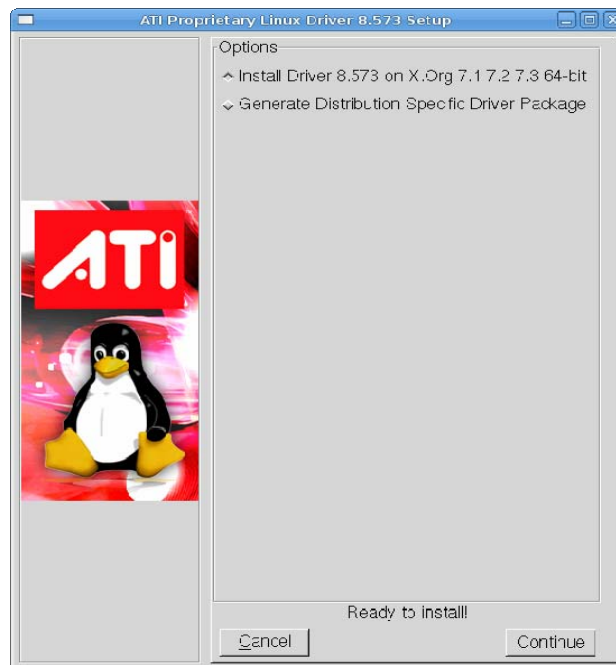 ATI Proprietary Linux Driver 8.573 Setup
Options
Install Driver 8.573 on X.Org 7.1 7.2 7.3 64-bit
Generate Distribution Specific Driver Package
ATI
Ready to install!
Cancel
Continue